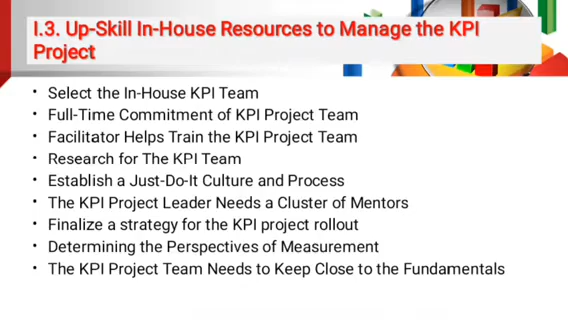 I.3. Up-Skill In-House Resources to Manage the KPI
Project
• Select the In-House KPI Team
• Full-Time Commitment of KPI Project Team
• Facilitator Helps Train the KPI Project Team
• Research for The KPI Team
• Establish a Just-Do-It Culture and Process
• The KPI Project Leader Needs a Cluster of Mentors
• Finalize a strategy for the KPI project rollout
• Determining the Perspectives of Measurement
• The KPI Project Team Needs to Keep Close to the Fundamentals